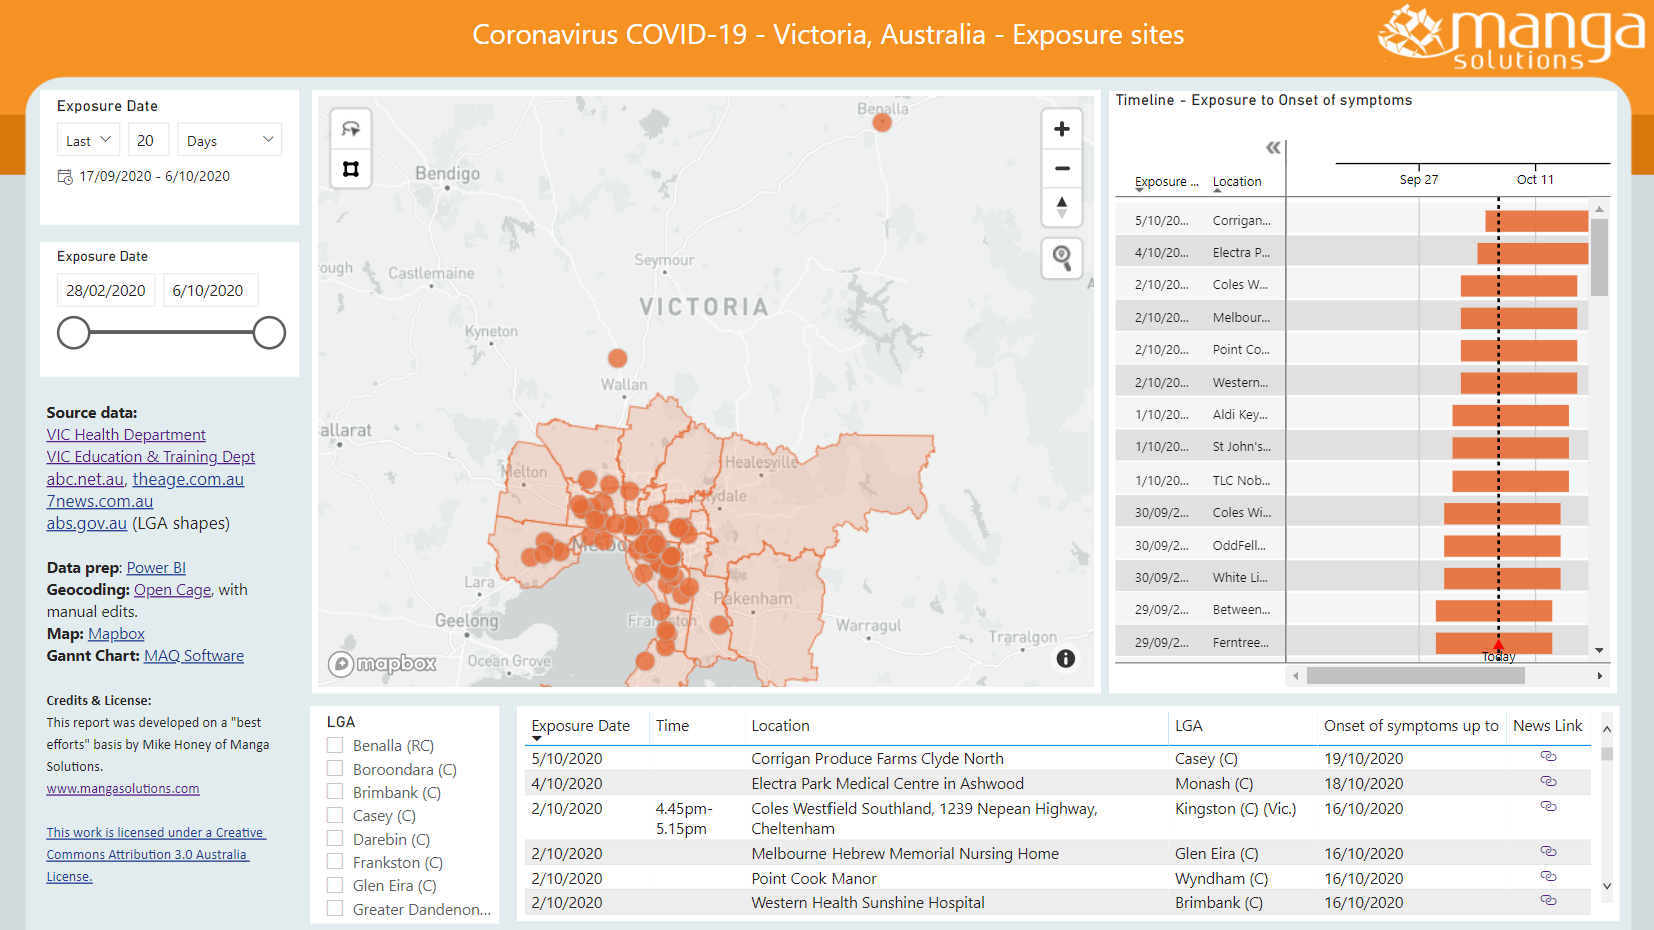 Coronavirus COVID-19 - Victoria, Australia - Exposure sites
manga
solutions
Exposure Date
Last
20
Days
17/09/2020 - 6/10/2020
Exposure Date
28/02/2020
6/10/2020
Source data:
VIC Health Department
VIC Education & Training Dept
abc.net.au, theage.com.au
7news.com.au
abs.gov.au (LGA shapes)
Data prep: Power BI
Geocoding: Open Cage, with
manual edits.
Map: Mapbox
Gannt Chart: MAQ Software
Credits & License:
This report was developed on a "best
efforts" basis by Mike Honey of Manga
Solutions.
www.mangasolutions.com
This work is licensed under a Creative
Commons Attribution 3.0 Australia
License.
Benalla
Bendigo
Seymour
rough
Castlemaine
VICTORIA
Kyneton
Wallan
allarat
Melton
Healesville
lydale
Melbo
Lara
Pakenham
Geelong
Fran
ston
Warragul
Traralgon
Ocean Grove
mapbox
Timeline - Exposure to Onset of symptoms
Exposure ... Location
Sep 27
Oct 11
5/10/20... Corrigan...
4/10/20... Electra P...
2/10/20... Coles W...
2/10/20... Melbour...
2/10/20... Point Co...
2/10/20... Western...
1/10/20... Aldi Key...
1/10/20... St John's...
1/10/20... TLC Nob...
30/09/2... Coles Wi...
30/09/2... OddFell...
30/09/2... White Li...
29/09/2... Between...
29/09/2... Ferntree...
Today
LGA
Benalla (RC)
Boroondara (C)
Brimbank (C)
Casey (C)
Darebin (C)
Frankston (C)
Glen Eira (C)
Greater Dandenon...
Exposure Date Time Location LGA Onset of symptoms up to News Link
5/10/2020 Corrigan Produce Farms Clyde North Casey (C) 19/10/2020
4/10/2020 Electra Park Medical Centre in Ashwood Monash (C) 18/10/2020
2/10/2020 4.45pm- Coles Westfield Southland, 1239 Nepean Highway, Kingston (C) (Vic.) 16/10/2020
5.15pm Cheltenham
2/10/2020 Melbourne Hebrew Memorial Nursing Home Glen Eira (C) 16/10/2020
2/10/2020 Point Cook Manor Wyndham (C) 16/10/2020
2/10/2020 Western Health Sunshine Hospital Brimbank (C) 16/10/2020